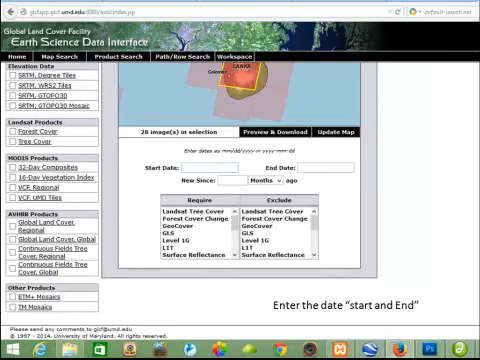 glcfapp.glcf.umd.edu:8080/esdi/index.jsp
default-search.net
Global Land Cover Facility
Earth Science Data Interface
Home Map Search Product Search Path/Row Search Workspace
Elevation Data
SRTM, Degree Tiles
SRTM, WRS2 Tiles
SRTM, GTOPO30
SRTM, GTOPO30 Mosaic
Landsat Products
Forest Cover
Tree Cover
MODIS Products
32-Day Composites
16-Day Vegetation Index
VCF, Regional
VCF, UMD Tiles
AVHRR Products
Global Land Cover, Regional
Global Land Cover, Global
Continuous Fields Tree Cover, Regional
Continuous Fields Tree Cover, Global
Other Products
ETM+ Mosaics
TM Mosaics
LANKA
Colombo
28 image(s) in selection Preview & Download Update Map
Enter dates as mm/dd/yyyy or yyyy-mm-dd
Start Date: End Date:
New Since: Months ago
Require Exclude
Landsat Tree Cover Landsat Tree Cover
Forest Cover Change Forest Cover Change
GeoCover GeoCover
GLS GLS
Level 1G Level 1G
L1T L1T
Surface Reflectance Surface Reflectance
Enter the date “start and End”
Please send any comments to glcf@umd.edu
© 1997 - 2014, University of Maryland. All rights reserved.